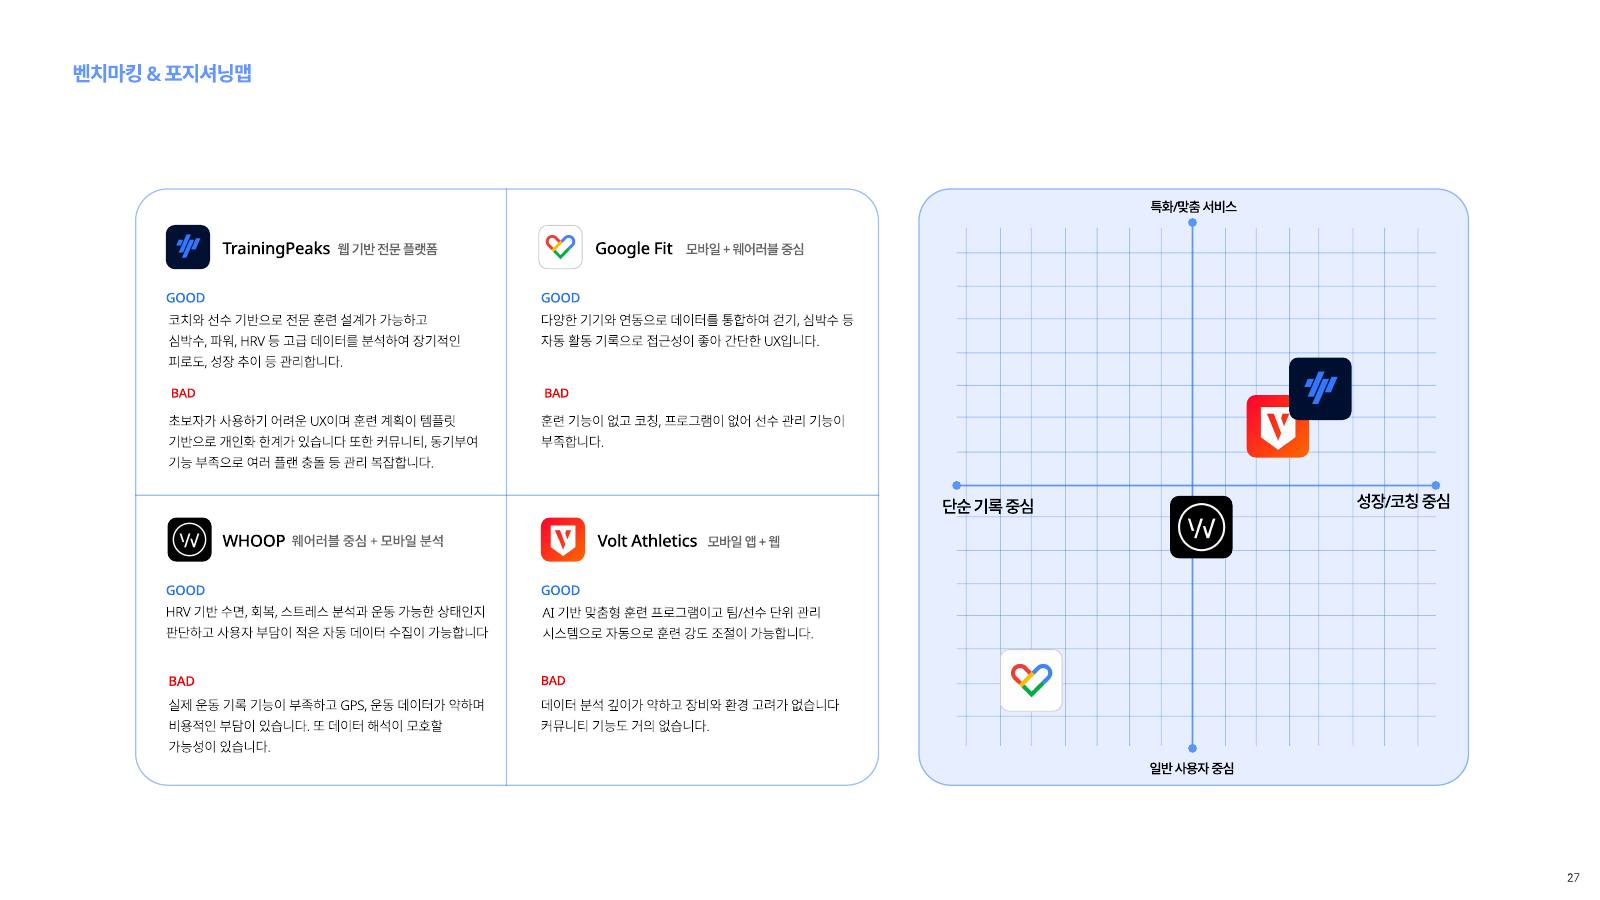 벤치마킹 & 포지셔닝맵
TrainingPeaks 웹 기반 전문 플랫폼
GOOD
코치와 선수 기반으로 전문 훈련 설계가 가능하고
심박수, 파워, HRV 등 고급 데이터를 분석하여 장기적인
피로도, 성장 추이 등 관리합니다.
BAD
초보자가 사용하기 어려운 UX이며 훈련 계획이 템플릿
기반으로 개인화 한계가 있습니다 또한 커뮤니티, 동기부여
기능 부족으로 여러 플랜 충돌 등 관리 복잡합니다.
Google Fit 모바일 + 웨어러블 중심
GOOD
다양한 기기와 연동으로 데이터를 통합하여 걷기, 심박수 등
자동 활동 기록으로 접근성이 좋아 간단한 UX입니다.
BAD
훈련 기능이 없고 코칭, 프로그램이 없어 선수 관리 기능이
부족합니다.
WHOOP 웨어러블 중심 + 모바일 분석
GOOD
HRV 기반 수면, 회복, 스트레스 분석과 운동 가능한 상태인지
판단하고 사용자 부담이 적은 자동 데이터 수집이 가능합니다
BAD
실제 운동 기록 기능이 부족하고 GPS, 운동 데이터가 약하며
비용적인 부담이 있습니다. 또 데이터 해석이 모호할
가능성이 있습니다.
Volt Athletics 모바일 앱 + 웹
GOOD
AI 기반 맞춤형 훈련 프로그램이고 팀/선수 단위 관리
시스템으로 자동으로 훈련 강도 조절이 가능합니다.
BAD
데이터 분석 깊이가 약하고 장비와 환경 고려가 없습니다
커뮤니티 기능도 거의 없습니다.
특화/맞춤 서비스
단순 기록 중심
성장/코칭 중심
일반 사용자 중심
27